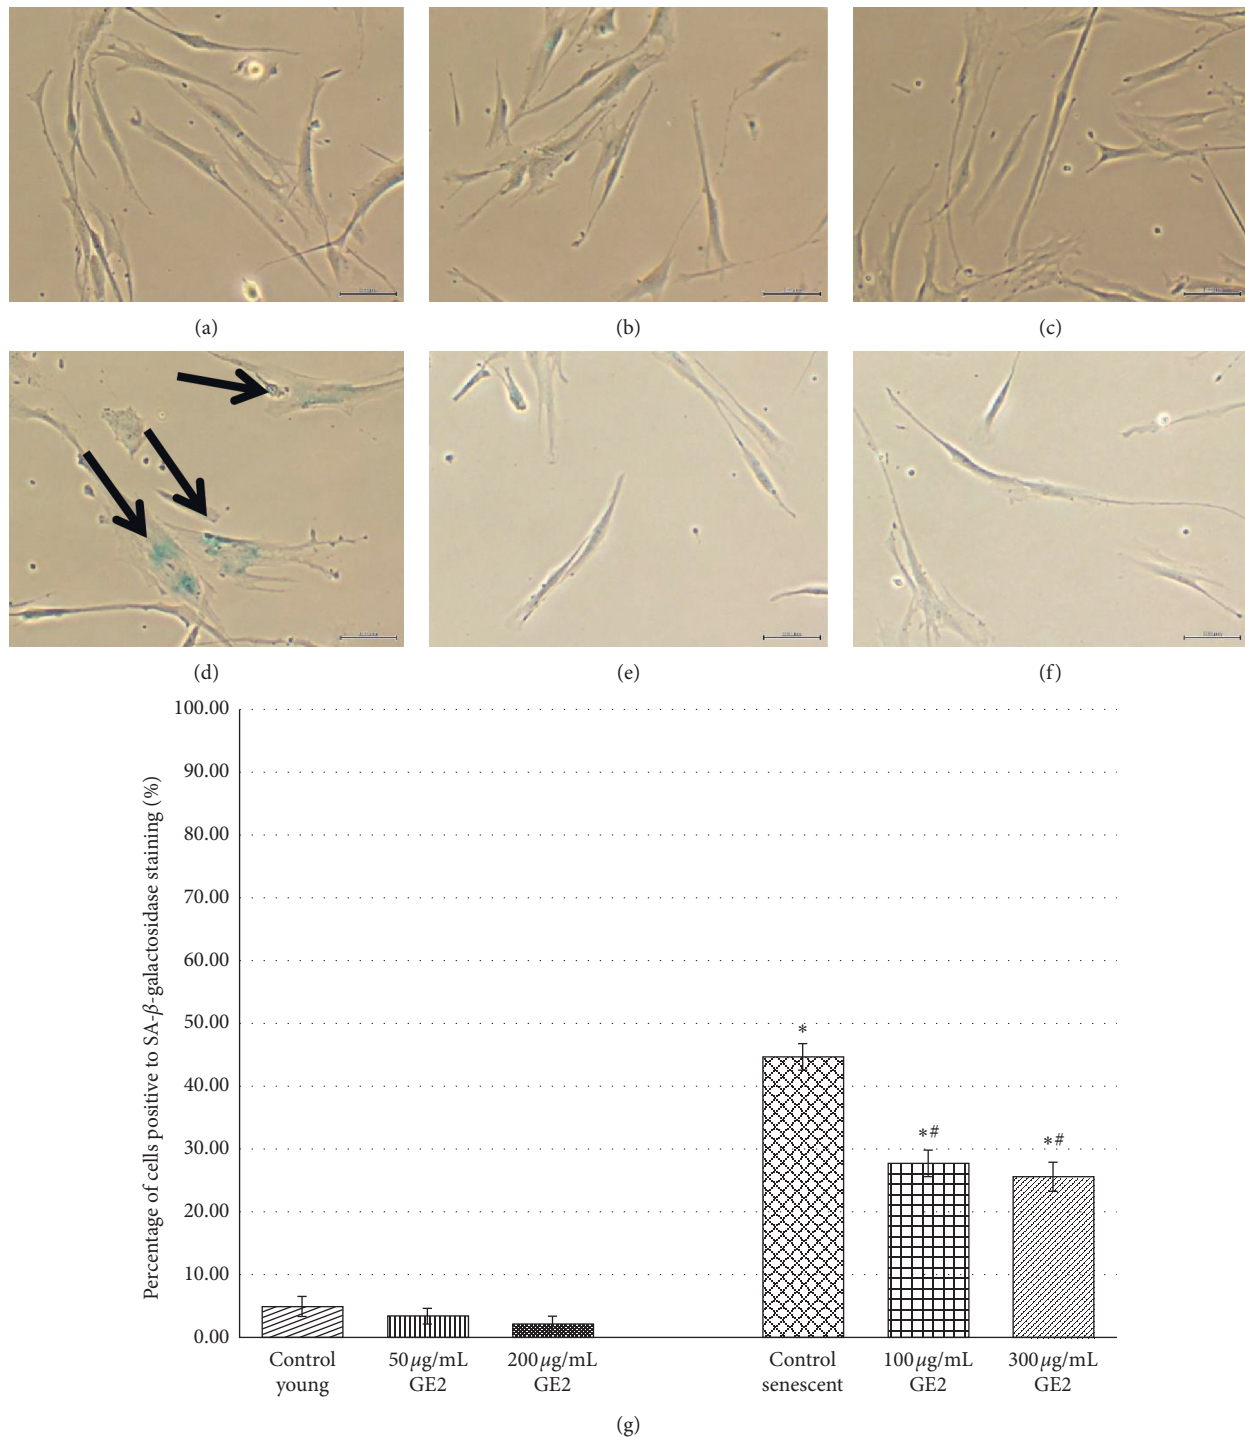 (a)
(b)
(c)
(d)
(e)
(f)
Percentage of cells positive to SA-β-galactosidase staining (%)
100.00
90.00
80.00
70.00
60.00
50.00
40.00
30.00
20.00
10.00
0.00
*
*#
*#
Control
young
50 μg/mL
GE2
200 μg/mL
GE2
Control
senescent
100 μg/mL
GE2
300 μg/mL
GE2
(g)